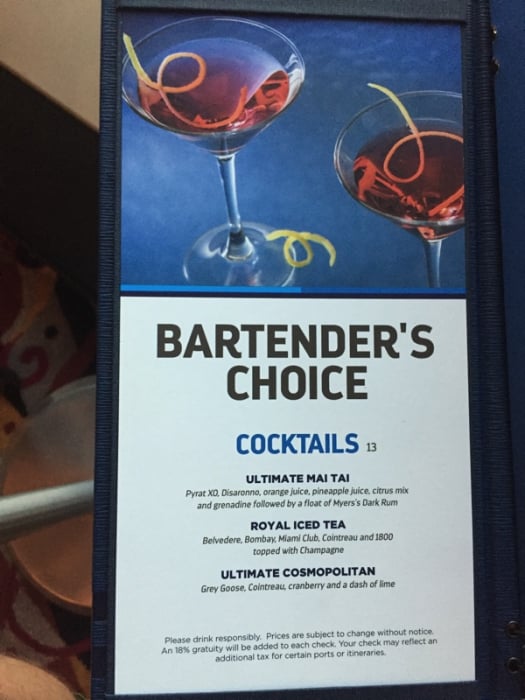 BARTENDER'S
CHOICE
COCKTAILS 13
ULTIMATE MAI TAI
Pyrat XO, Disaronno, orange juice, pineapple juice, citrus mix
and grenadine followed by a float of Myers's Dark Rum
ROYAL ICED TEA
Belvedere, Bombay, Miami Club, Cointreau and 1800
topped with Champagne
ULTIMATE COSMOPOLITAN
Grey Goose, Cointreau, cranberry and a dash of lime
Please drink responsibly. Prices are subject to change without notice.
An 18% gratuity will be added to each check. Your check may reflect an
additional tax for certain ports or itineraries.